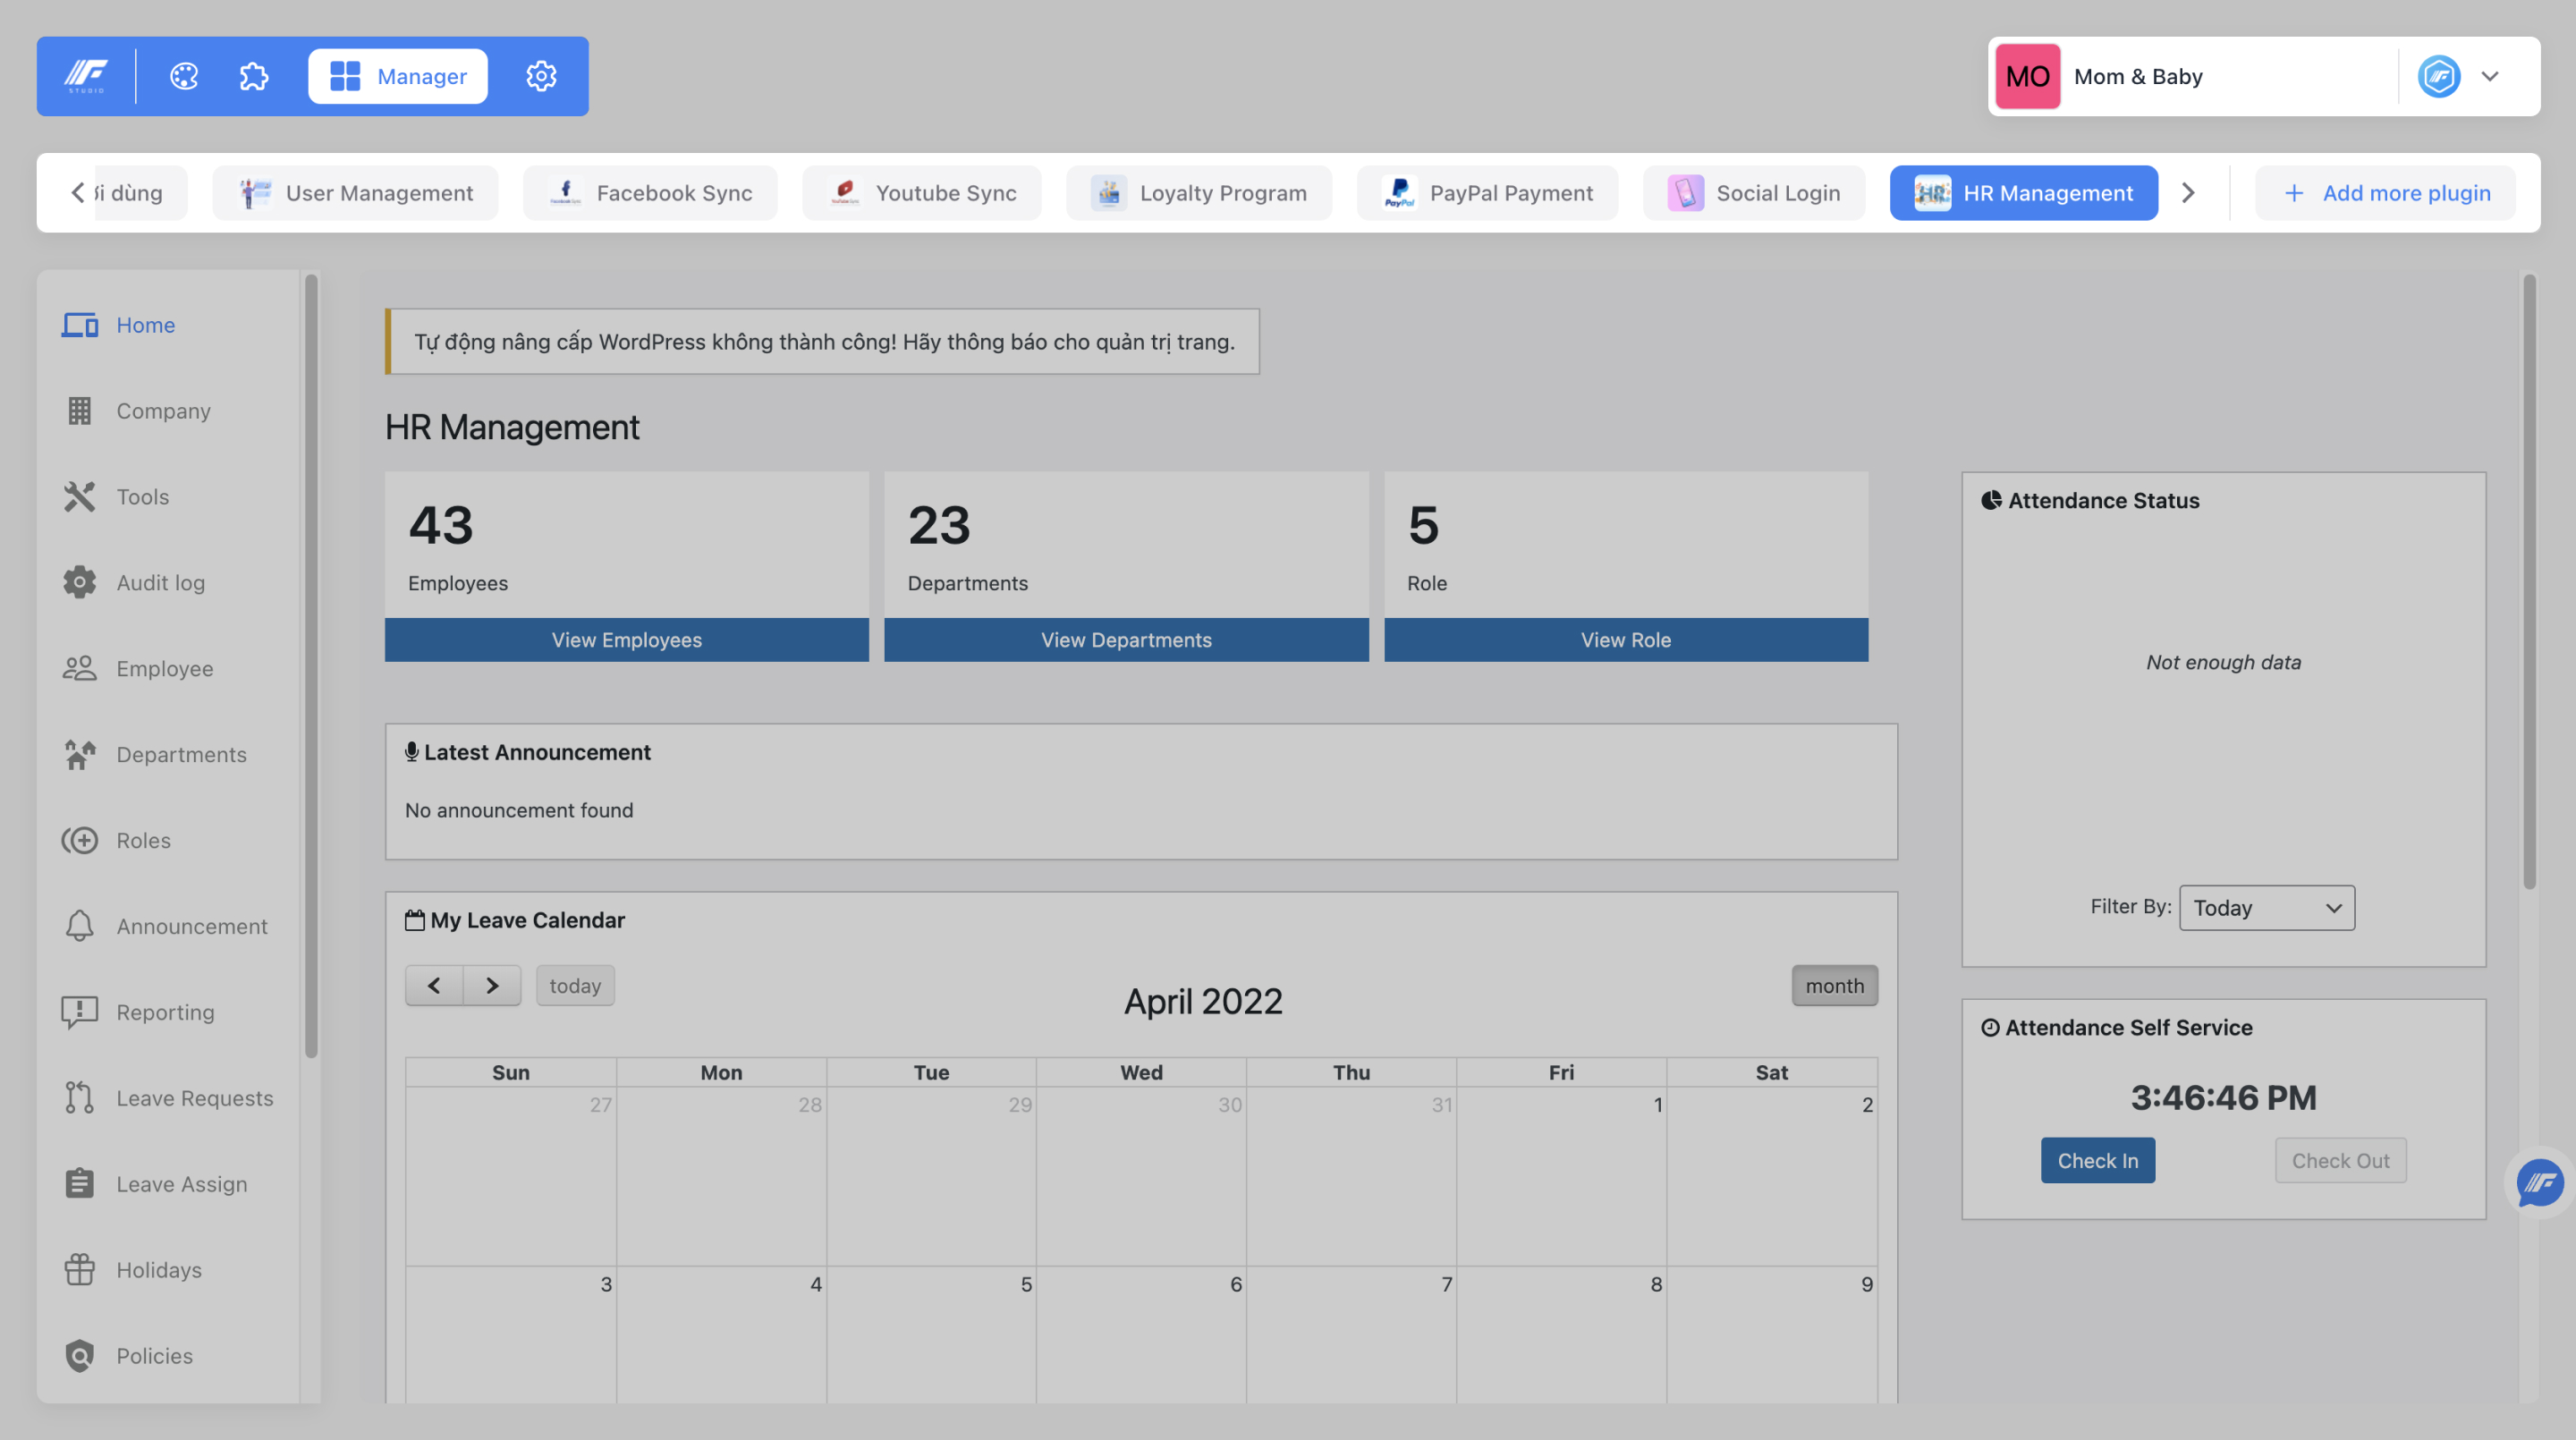 STUDIO
Manager
MO Mom & Baby
ời dùng
User Management
Facebook Sync
Youtube Sync
Loyalty Program
PayPal
PayPal Payment
Social Login
HR
HR Management
+ Add more plugin
Home
Company
Tools
Audit log
Employee
Departments
Roles
Announcement
Reporting
Leave Requests
Leave Assign
Holidays
Policies
Tự động nâng cấp WordPress không thành công! Hãy thông báo cho quản trị trang.
HR Management
43
Employees
View Employees
23
Departments
View Departments
5
Role
View Role
Latest Announcement
No announcement found
My Leave Calendar
today
April 2022
month
Sun Mon Tue Wed Thu Fri Sat
27 28 29 30 31 1 2
3 4 5 6 7 8 9
Attendance Status
Not enough data
Filter By: Today
Attendance Self Service
3:46:46 PM
Check In Check Out